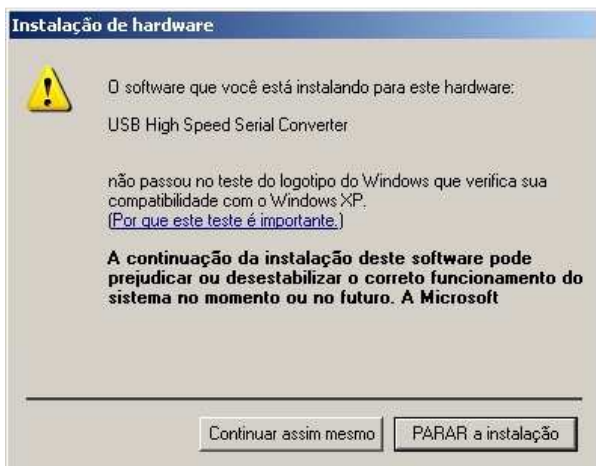 Instalação de hardware
O software que você está instalando para este hardware:
USB High Speed Serial Converter
não passou no teste do logotipo do Windows que verifica sua
compatibilidade com o Windows XP.
(Por que este teste é importante.)
A continuação da instalação deste software pode
prejudicar ou desestabilizar o correto funcionamento do
sistema no momento ou no futuro. A Microsoft
Continuar assim mesmo
PARAR a instalação